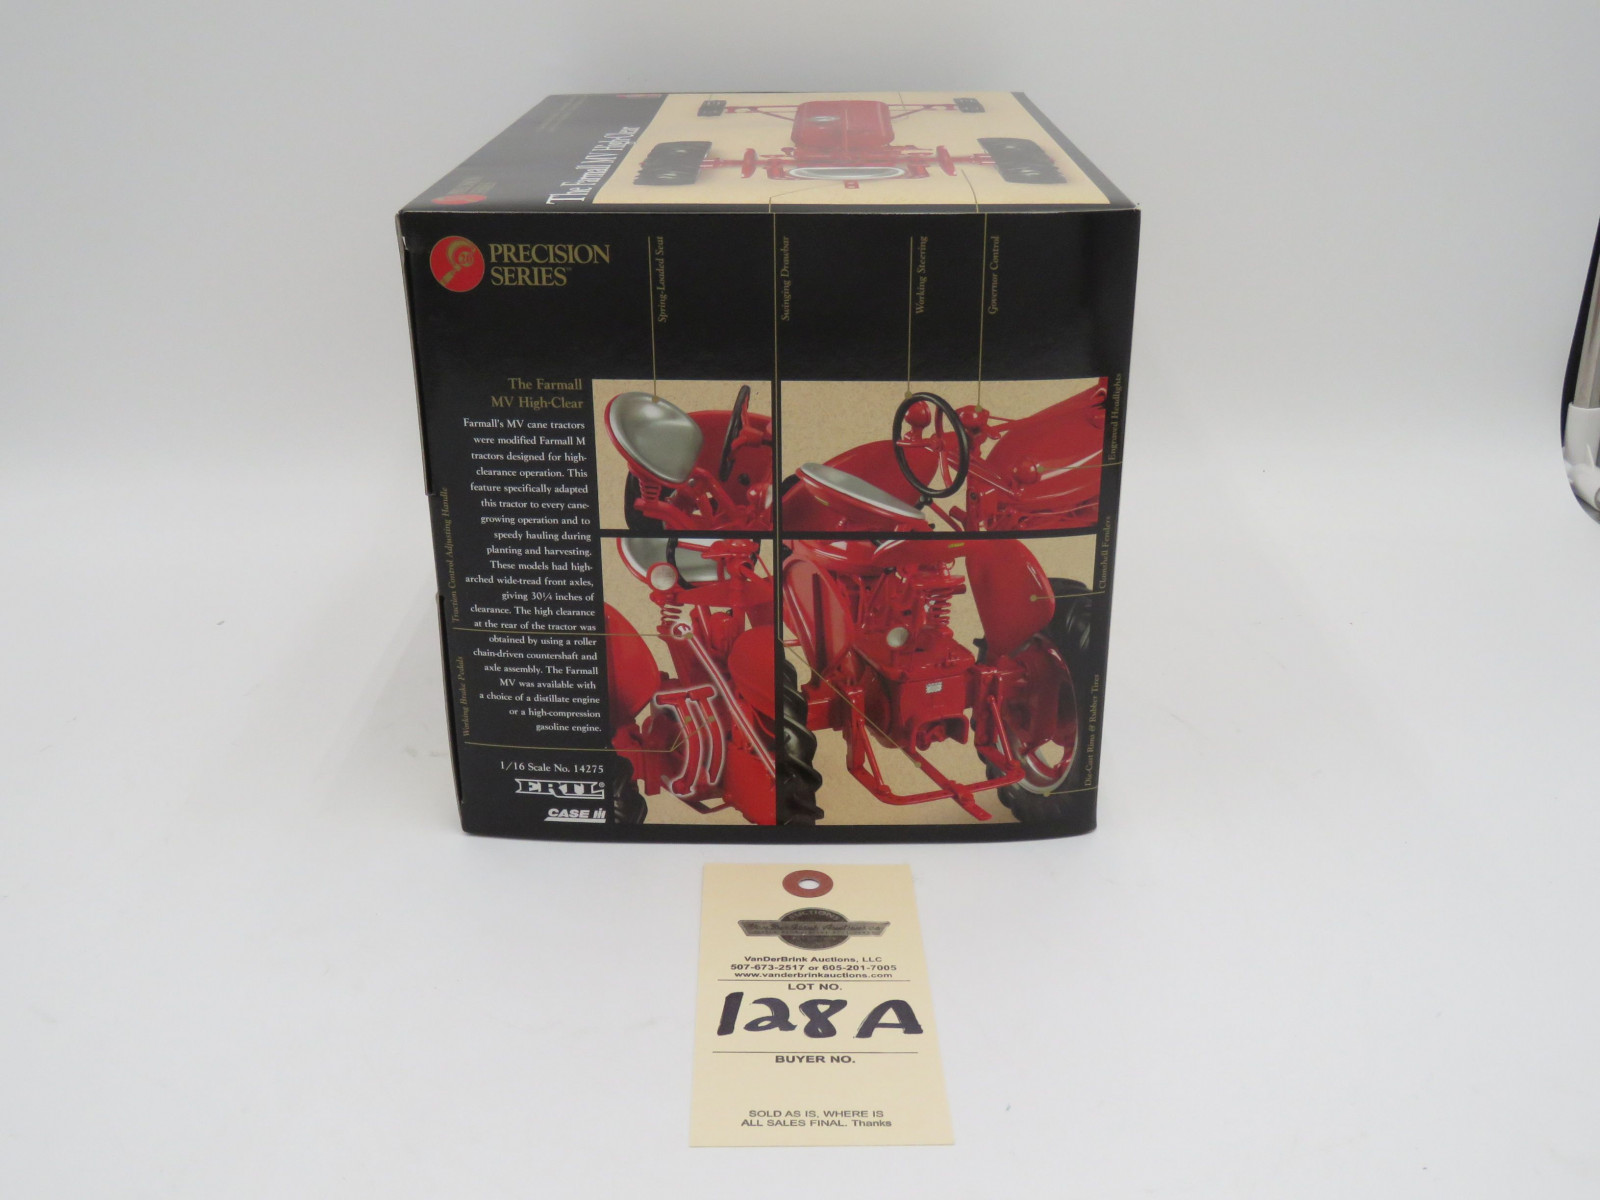 The Farmall MV High-Clear
PRECISION
SERIES™
Spring-Loaded Seat
Swinging Drawbar
Working Steering
Governor Control
Engraved Headlights
Clamshell Fenders
Die-Cast Rims & Rubber Tires
Traction Control Adjusting Handle
Working Brake Pedals
The Farmall
MV High-Clear
Farmall's MV cane tractors
were modified Farmall M
tractors designed for high-
clearance operation. This
feature specifically adapted
this tractor to every cane-
growing operation and to
speedy hauling during
planting and harvesting.
These models had high-
arched wide-tread front axles,
giving 30¼ inches of
clearance. The high clearance
at the rear of the tractor was
obtained by using a roller
chain-driven countershaft and
axle assembly. The Farmall
MV was available with
a choice of a distillate engine
or a high-compression
gasoline engine.
1/16 Scale No. 14275
ERTL®
CASE IH
AUCTIONS
VanDerBrink Auctions, LLC
507-673-2517 or 605-201-7005
www.vanderbrinkauctions.com
LOT NO.
128A
BUYER NO.
SOLD AS IS, WHERE IS
ALL SALES FINAL. Thanks